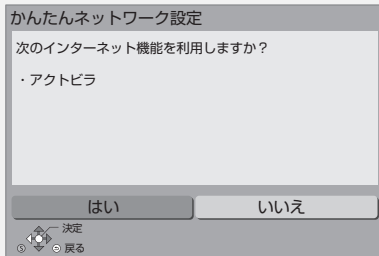 かんたんネットワーク設定
次のインターネット機能を利用しますか？
・アクトビラ
はい
いいえ
決定
S
戻る